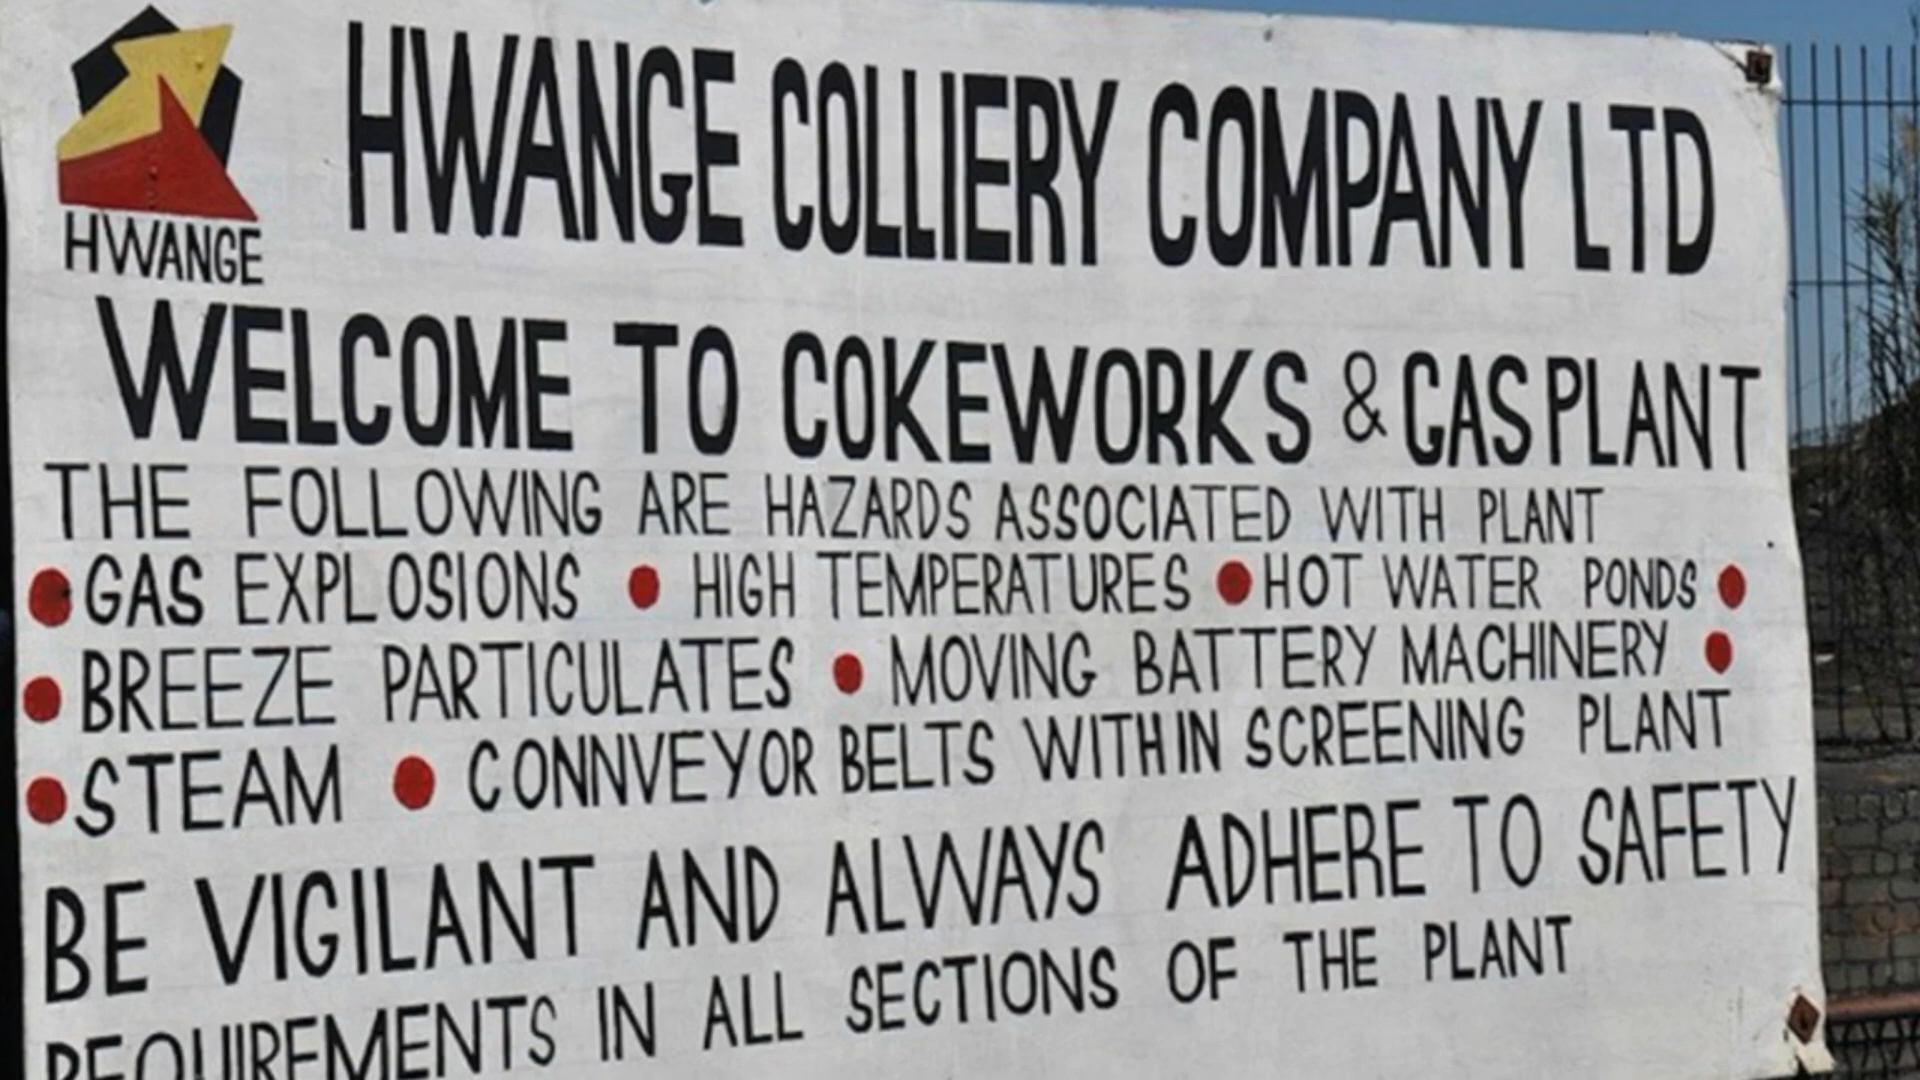 HWANGE
HWANGE COLLIERY COMPANY LTD
WELCOME TO COKEWORKS & GAS PLANT
THE FOLLOWING ARE HAZARDS ASSOCIATED WITH PLANT
• GAS EXPLOSIONS • HIGH TEMPERATURES • HOT WATER PONDS •
• BREEZE PARTICULATES • MOVING BATTERY MACHINERY •
• STEAM • CONNVEYOR BELTS WITHIN SCREENING PLANT
BE VIGILANT AND ALWAYS ADHERE TO SAFETY
REQUIREMENTS IN ALL SECTIONS OF THE PLANT